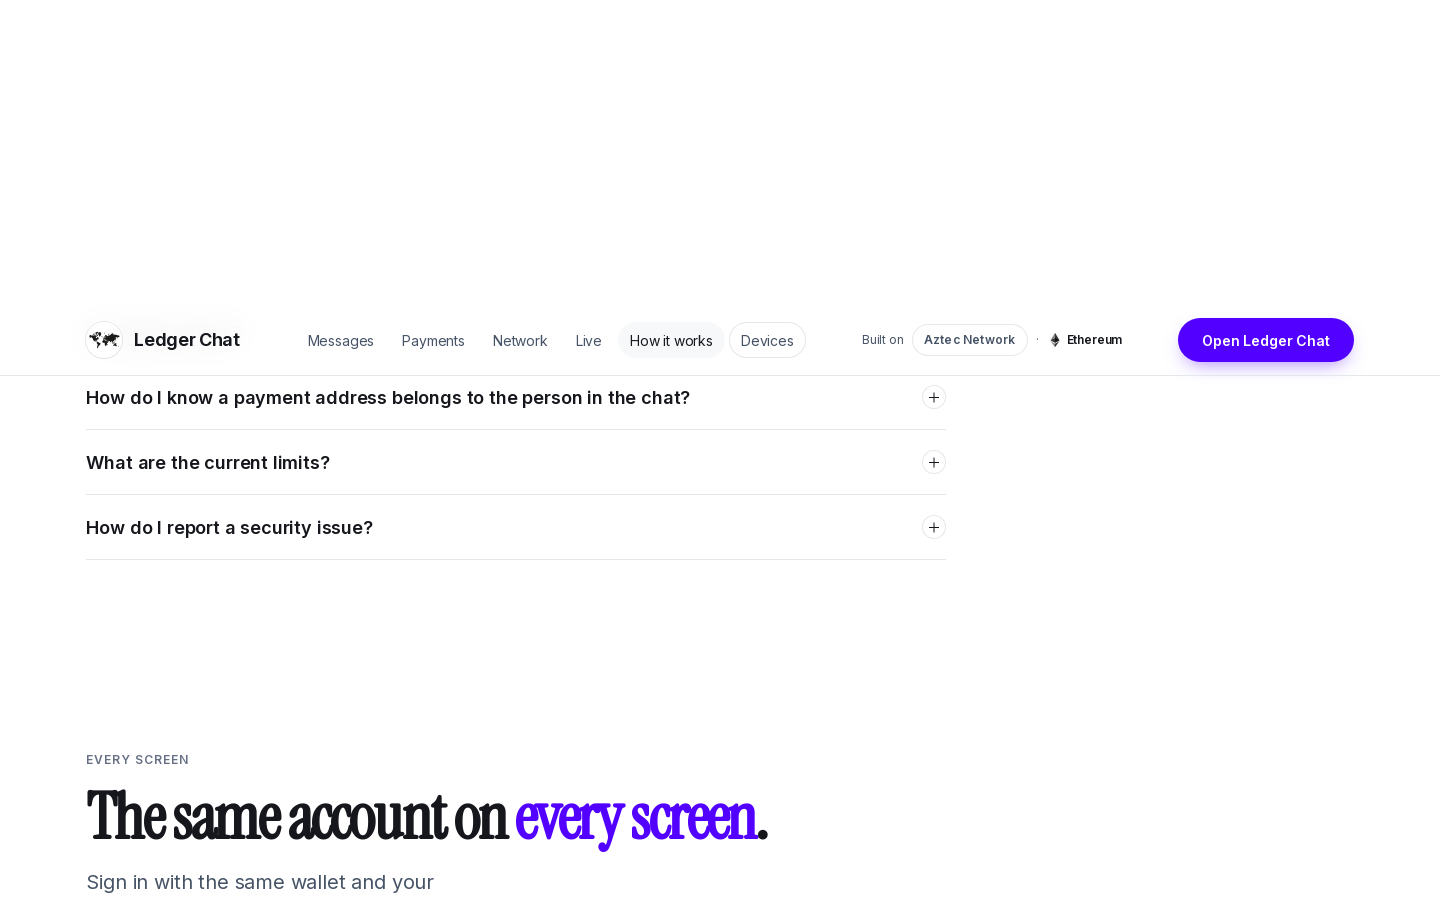 Ledger Chat
Messages
Payments
Network
Live
How it works
Devices
Built on
Aztec Network
·
Ethereum
Open Ledger Chat
How do I know a payment address belongs to the person in the chat?
What are the current limits?
How do I report a security issue?
EVERY SCREEN
The same account on every screen.
Sign in with the same wallet and your